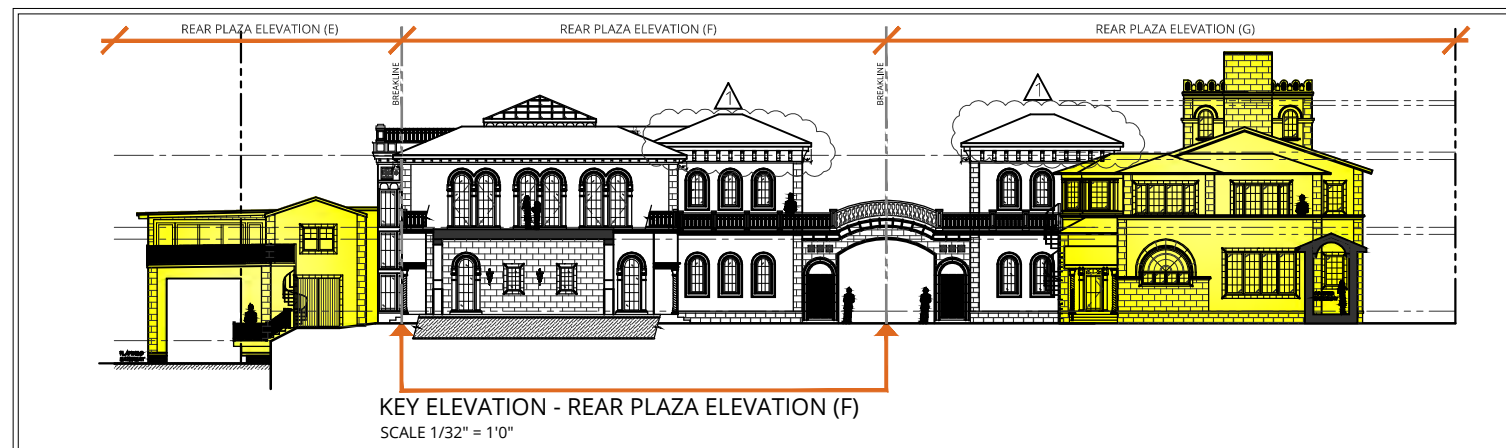 REAR PLAZA ELEVATION (E)
REAR PLAZA ELEVATION (F)
REAR PLAZA ELEVATION (G)
BREAKLINE
BREAKLINE
1
1
KEY ELEVATION - REAR PLAZA ELEVATION (F)
SCALE 1/32" = 1'0"